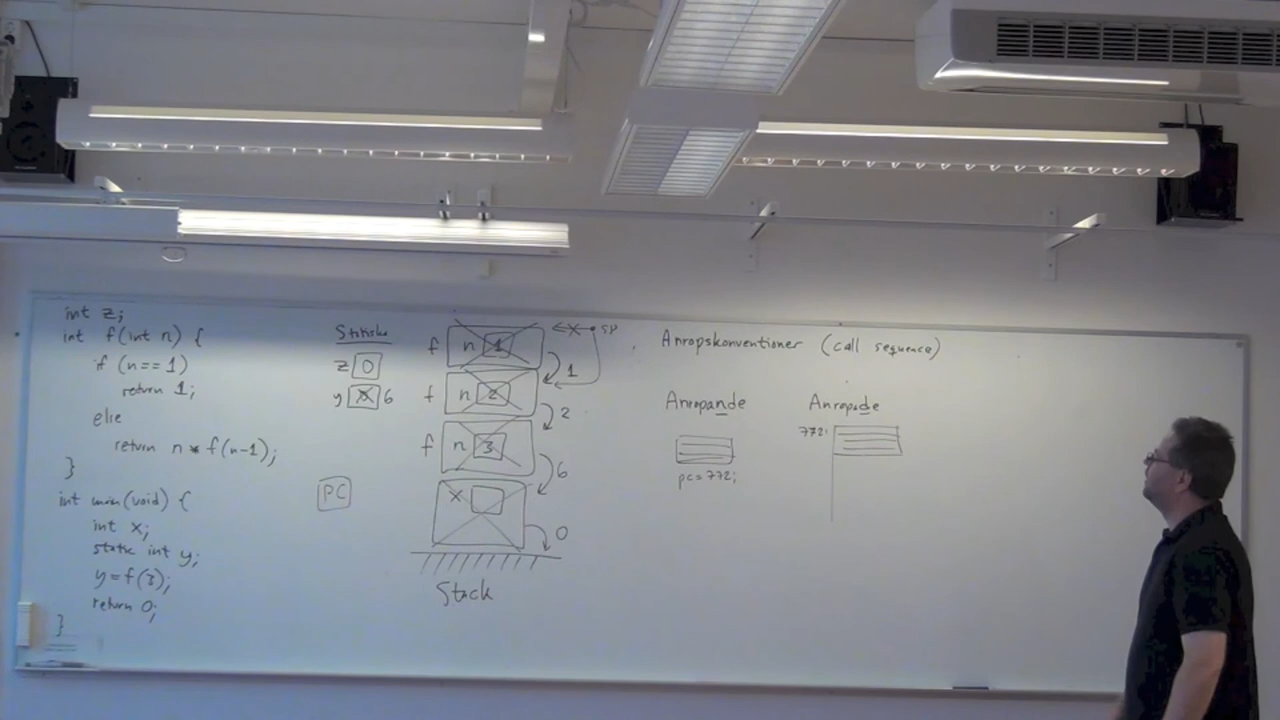 int z;
int f(int n) {
if (n==1)
return 1;
else
return n * f(n-1);
}
int main(void) {
int x;
static int y;
y=f(3);
return 0;
}
Statiska
z 0
y 0 6
PC
f n 1
SP
1
f n 2
2
f n 3
6
x
0
Stack
Anropskonventioner (call sequence)
Anropande
pc=772;
Anropade
772: